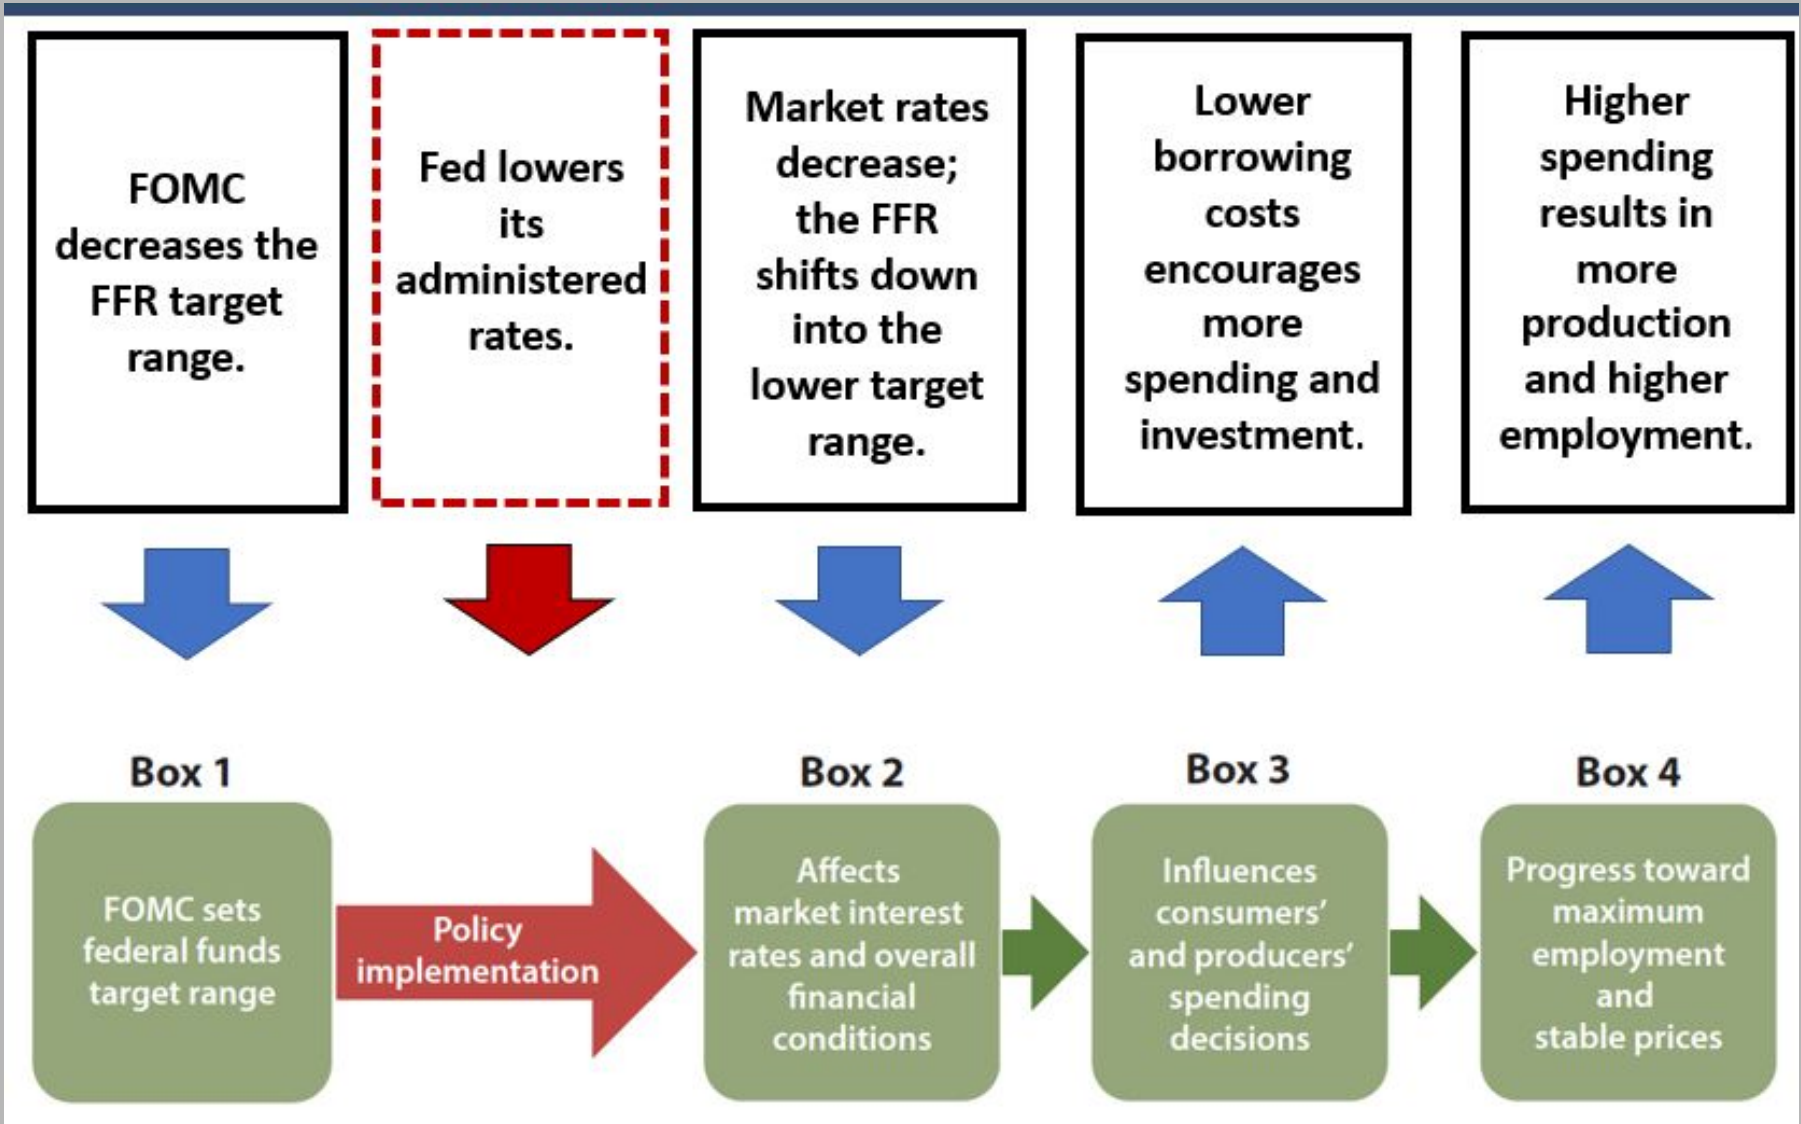 FOMC
decreases the
FFR target
range.
Fed lowers
its
administered
rates.
Market rates
decrease;
the FFR
shifts down
into the
lower target
range.
Lower
borrowing
costs
encourages
more
spending and
investment.
Higher
spending
results in
more
production
and higher
employment.
Box 1
FOMC sets
federal funds
target range
Policy
implementation
Box 2
Affects
market interest
rates and overall
financial
conditions
Box 3
Influences
consumers’
and producers’
spending
decisions
Box 4
Progress toward
maximum
employment
and
stable prices